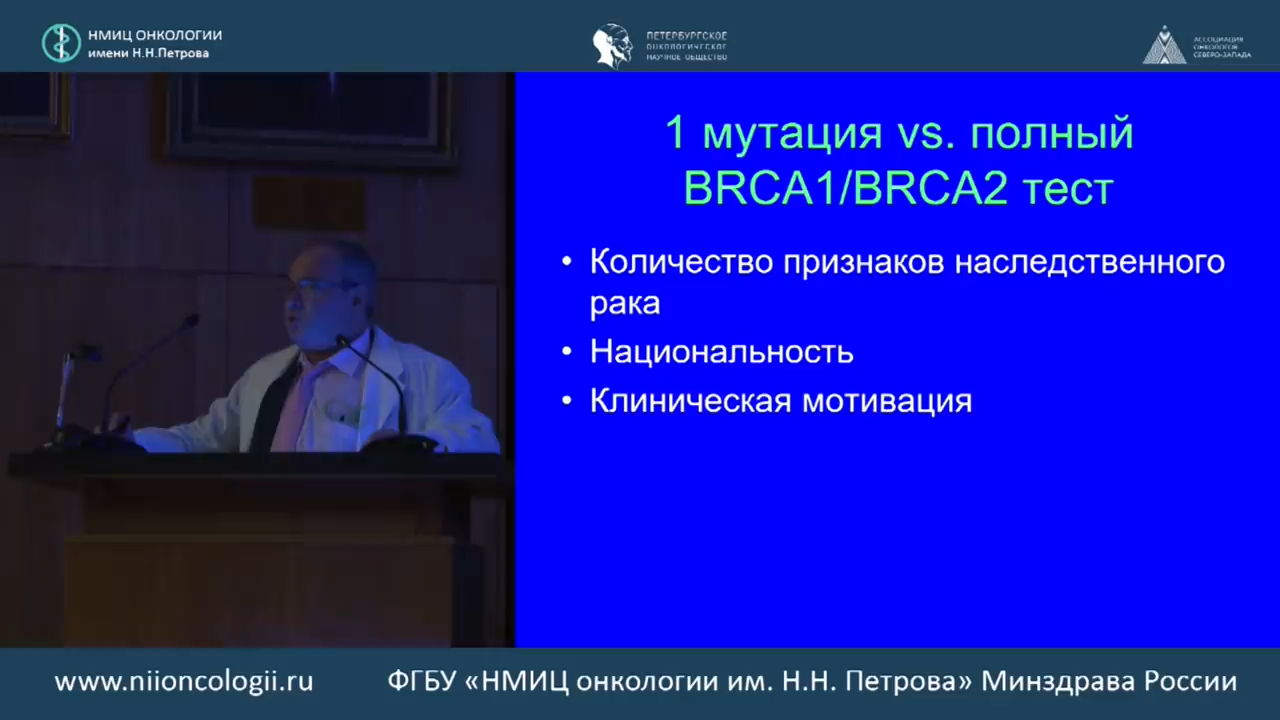 НМИЦ ОНКОЛОГИИ
имени Н.Н.Петрова
ПЕТЕРБУРГСКОЕ
ОНКОЛОГИЧЕСКОЕ
НАУЧНОЕ ОБЩЕСТВО
АССОЦИАЦИЯ
ОНКОЛОГОВ
СЕВЕРО-ЗАПАДА
1 мутация vs. полный
BRCA1/BRCA2 тест
• Количество признаков наследственного
рака
• Национальность
• Клиническая мотивация
www.niioncologii.ru
ФГБУ «НМИЦ онкологии им. Н.Н. Петрова» Минздрава России